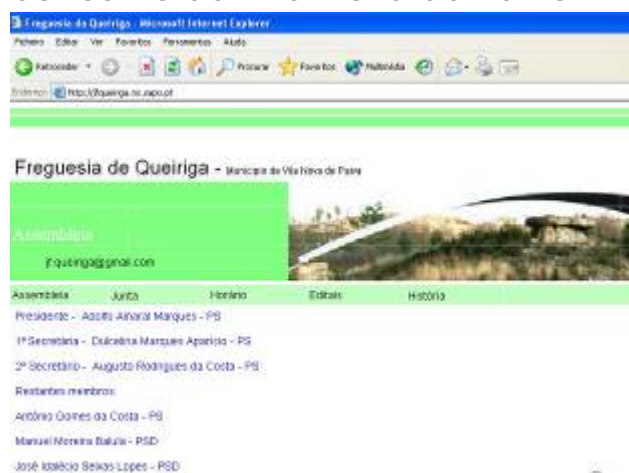 Freguesia da Queiriga - Microsoft Internet Explorer
Ficheiro Editar Ver Favoritos Ferramentas Ajuda
Retroceder Procurar Favoritos Multimédia
Endereço
Freguesia de Queiriga - Município de Vila Nova de Paiva
Assembleia
jf.queiriga@gmail.com
Assembleia Junta Horário Editais História
Presidente - Adolfo Amaral Marques - PS
1ª Secretária - Dulcelina Marques Aparício - PS
2º Secretário - Augusto Rodrigues da Costa - PS
Restantes membros:
António Gomes da Costa - PS
Manuel Moreira Balula - PSD
José Idalécio Seixas Lopes - PSD